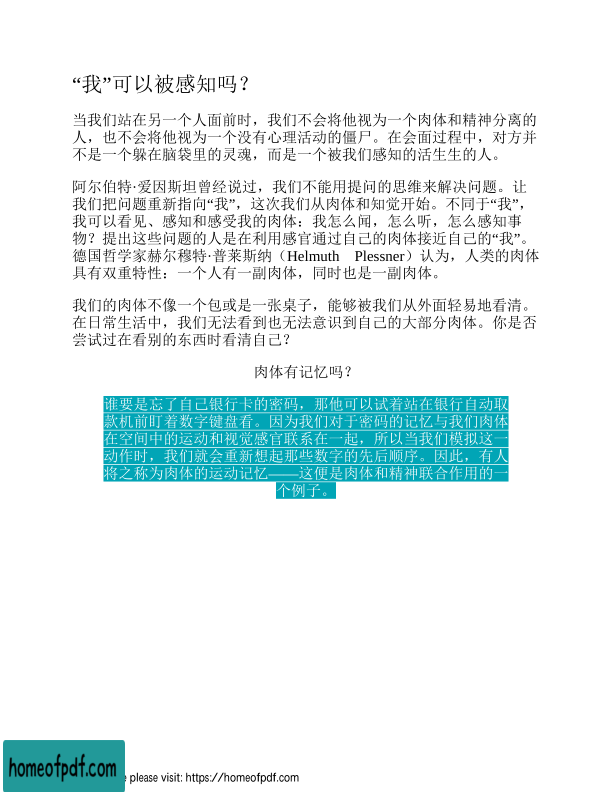 “我”可以被感知吗？
当我们站在另一个人面前时，我们不会将他视为一个肉体和精神分离的
人，也不会将他视为一个没有心理活动的僵尸。在会面过程中，对方并
不是一个躲在脑袋里的灵魂，而是一个被我们感知的活生生的人。
阿尔伯特·爱因斯坦曾经说过，我们不能用提问的思维来解决问题。让
我们把问题重新指向“我”，这次我们从肉体和知觉开始。不同于“我”，
我可以看见、感知和感受我的肉体：我怎么闻，怎么听，怎么感知事
物？提出这些问题的人是在利用感官通过自己的肉体接近自己的“我”。
德国哲学家赫尔穆特·普莱斯纳（Helmuth Plessner）认为，人类的肉体
具有双重特性：一个人有一副肉体，同时也是一副肉体。
我们的肉体不像一个包或是一张桌子，能够被我们从外面轻易地看清。
在日常生活中，我们无法看到也无法意识到自己的大部分肉体。你是否
尝试过在看别的东西时看清自己？
肉体有记忆吗？
谁要是忘了自己银行卡的密码，那他可以试着站在银行自动取
款机前盯着数字键盘看。因为我们对于密码的记忆与我们肉体
在空间中的运动和视觉感官联系在一起，所以当我们模拟这一
动作时，我们就会重新想起那些数字的先后顺序。因此，有人
将之称为肉体的运动记忆——这便是肉体和精神联合作用的一
个例子。
homeofpdf.com
e please visit: https://homeofpdf.com